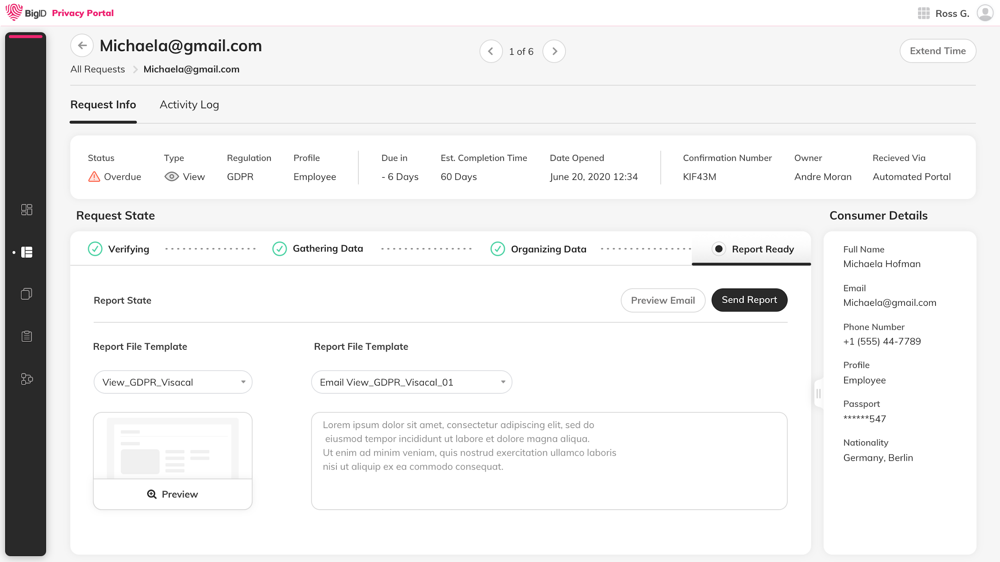 BigID Privacy Portal
Ross G.
Michaela@gmail.com
1 of 6
Extend Time
All Requests
Michaela@gmail.com
Request Info
Activity Log
Status
Type
Regulation
Profile
Due in
Est. Completion Time
Date Opened
Confirmation Number
Owner
Recieved Via
Overdue
View
GDPR
Employee
- 6 Days
60 Days
June 20, 2020 12:34
KIF43M
Andre Moran
Automated Portal
Request State
Verifying
Gathering Data
Organizing Data
Report Ready
Report State
Preview Email
Send Report
Report File Template
Report File Template
View_GDPR_Visacal
Email View_GDPR_Visacal_01
Preview
Lorem ipsum dolor sit amet, consectetur adipiscing elit, sed do
eiusmod tempor incididunt ut labore et dolore magna aliqua.
Ut enim ad minim veniam, quis nostrud exercitation ullamco laboris
nisi ut aliquip ex ea commodo consequat.
Consumer Details
Full Name
Michaela Hofman
Email
Michaela@gmail.com
Phone Number
+1 (555) 44-7789
Profile
Employee
Passport
******547
Nationality
Germany, Berlin